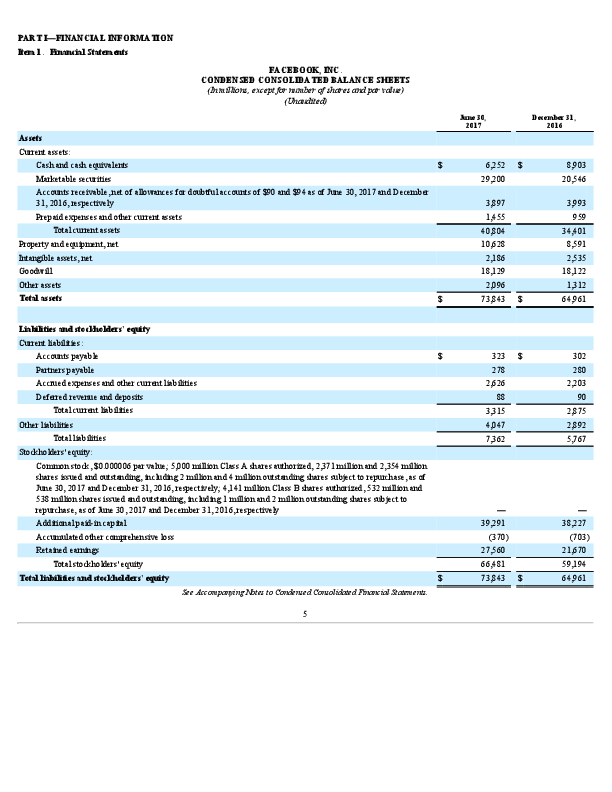 PART I—FINANCIAL INFORMATION
Item 1. Financial Statements
FACEBOOK, INC.
CONDENSED CONSOLIDATED BALANCE SHEETS
(In millions, except for number of shares and par value)
(Unaudited)
June 30, December 31,
2017 2016
Assets
Current assets:
Cash and cash equivalents $ 6,252 $ 8,903
Marketable securities 29,200 20,546
Accounts receivable, net of allowances for doubtful accounts of $90 and $94 as of June 30, 2017 and December
31, 2016, respectively 3,897 3,993
Prepaid expenses and other current assets 1,455 959
Total current assets 40,804 34,401
Property and equipment, net 10,628 8,591
Intangible assets, net 2,186 2,535
Goodwill 18,129 18,122
Other assets 2,096 1,312
Total assets $ 73,843 $ 64,961
Liabilities and stockholders' equity
Current liabilities:
Accounts payable $ 323 $ 302
Partners payable 278 280
Accrued expenses and other current liabilities 2,626 2,203
Deferred revenue and deposits 88 90
Total current liabilities 3,315 2,875
Other liabilities 4,047 2,892
Total liabilities 7,362 5,767
Stockholders' equity:
Common stock, $0.000006 par value; 5,000 million Class A shares authorized, 2,371 million and 2,354 million
shares issued and outstanding, including 2 million and 4 million outstanding shares subject to repurchase, as of
June 30, 2017 and December 31, 2016, respectively; 4,141 million Class B shares authorized, 532 million and
538 million shares issued and outstanding, including 1 million and 2 million outstanding shares subject to
repurchase, as of June 30, 2017 and December 31, 2016, respectively — —
Additional paid-in capital 39,291 38,227
Accumulated other comprehensive loss (370) (703)
Retained earnings 27,560 21,670
Total stockholders' equity 66,481 59,194
Total liabilities and stockholders' equity $ 73,843 $ 64,961
See Accompanying Notes to Condensed Consolidated Financial Statements.
5